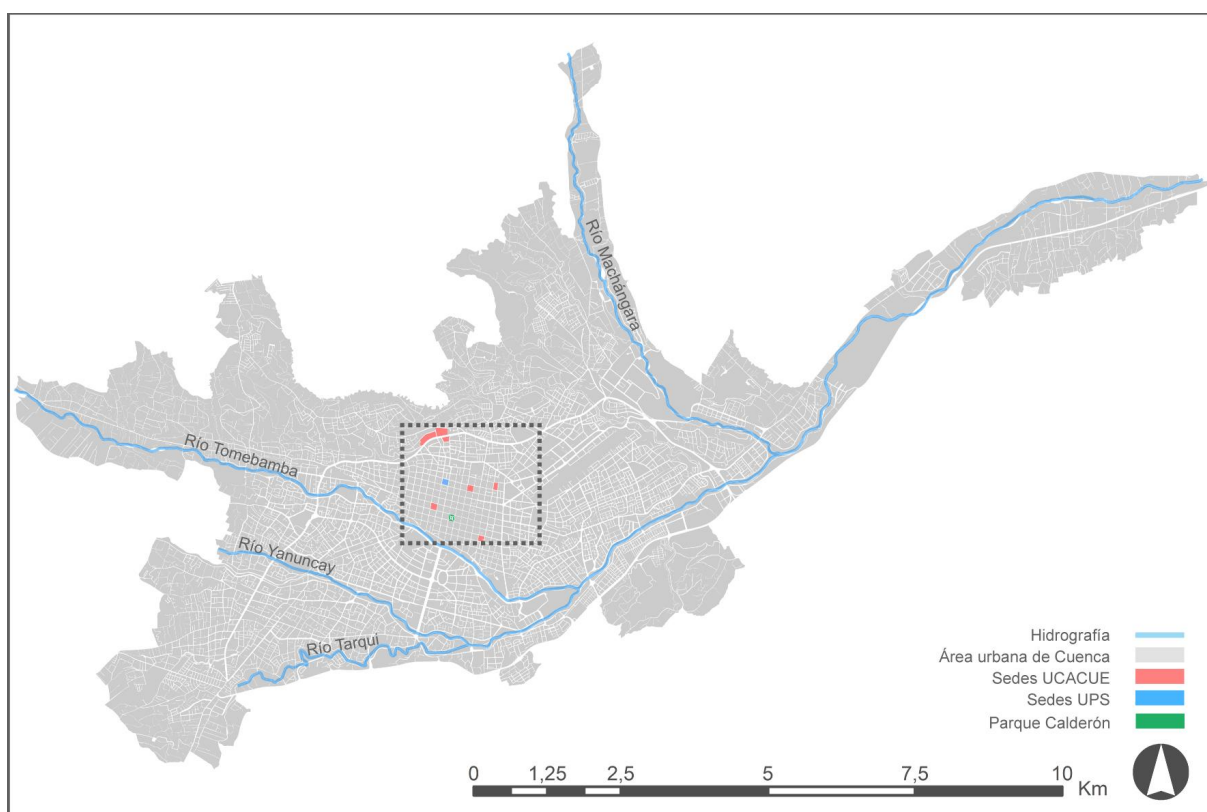 Río Machángara
Río Tomebamba
Río Yanuncay
Río Tarqui
Hidrografía
Área urbana de Cuenca
Sedes UCACUE
Sedes UPS
Parque Calderón
0 1,25 2,5 5 7,5 10
Km